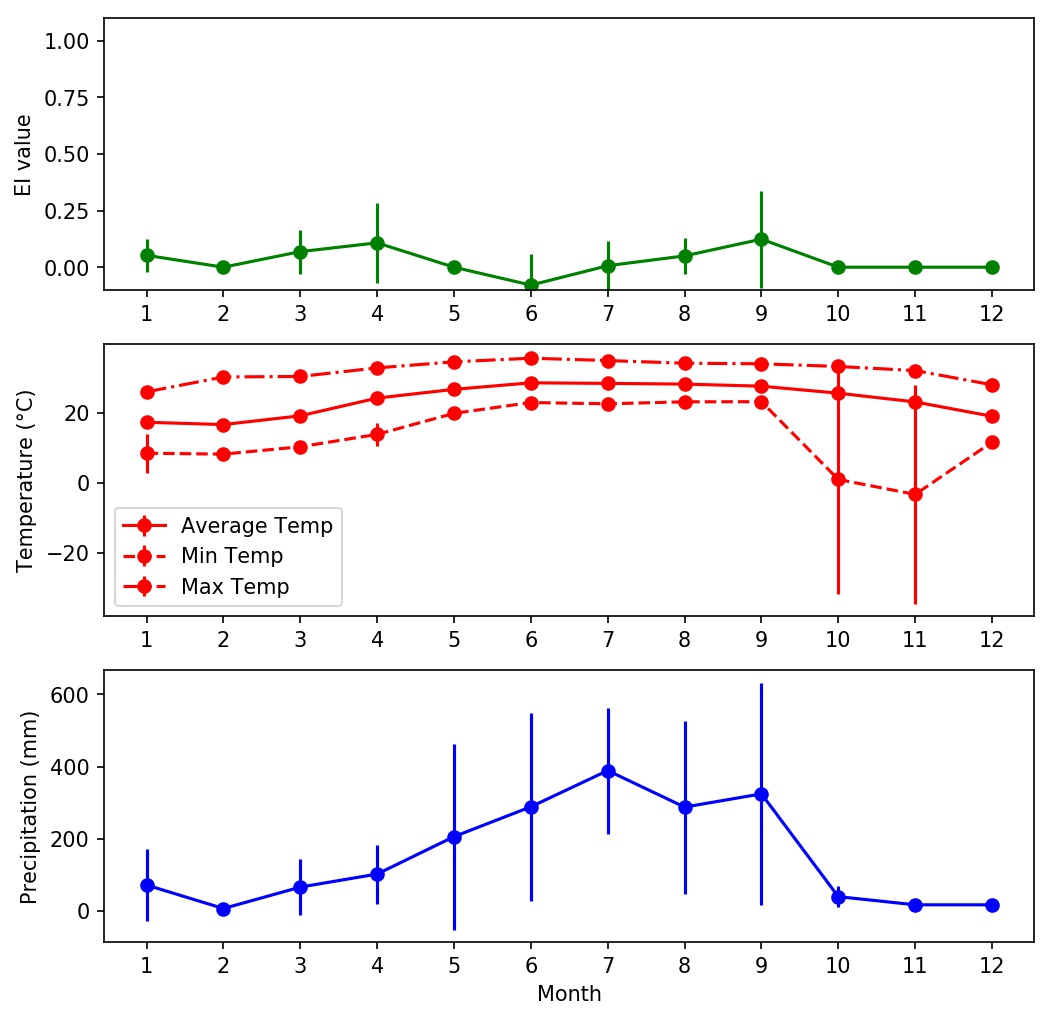 EI value
1.00
0.75
0.50
0.25
0.00
1 2 3 4 5 6 7 8 9 10 11 12
Temperature (°C)
20
0
−20
Average Temp
Min Temp
Max Temp
1 2 3 4 5 6 7 8 9 10 11 12
Precipitation (mm)
600
400
200
0
1 2 3 4 5 6 7 8 9 10 11 12
Month